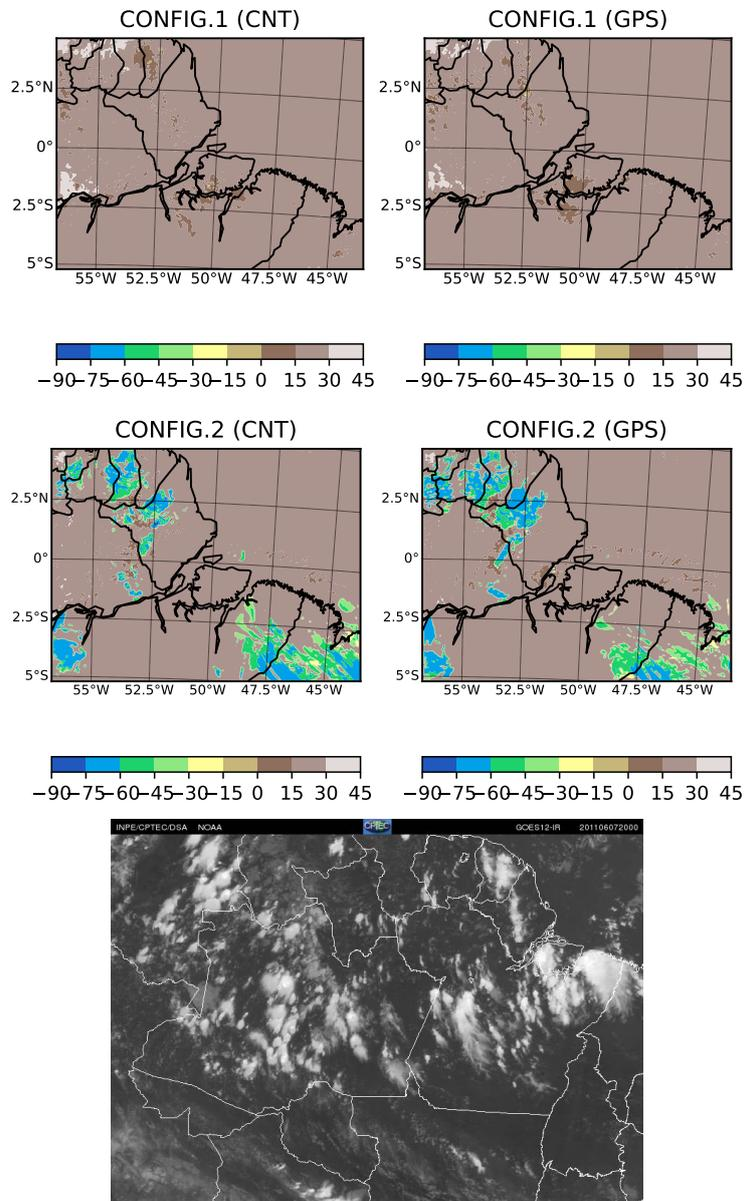 CONFIG.1 (CNT) CONFIG.1 (GPS)
2.5°N 2.5°N
0° 0°
2.5°S 2.5°S
5°S 5°S
55°W 52.5°W 50°W 47.5°W 45°W 55°W 52.5°W 50°W 47.5°W 45°W
−90−75−60−45−30−15 0 15 30 45 −90−75−60−45−30−15 0 15 30 45
CONFIG.2 (CNT) CONFIG.2 (GPS)
2.5°N 2.5°N
0° 0°
2.5°S 2.5°S
5°S 5°S
55°W 52.5°W 50°W 47.5°W 45°W 55°W 52.5°W 50°W 47.5°W 45°W
−90−75−60−45−30−15 0 15 30 45 −90−75−60−45−30−15 0 15 30 45
INPE/CPTEC/DSA NOAA CPTEC GOES12-IR 201106072000